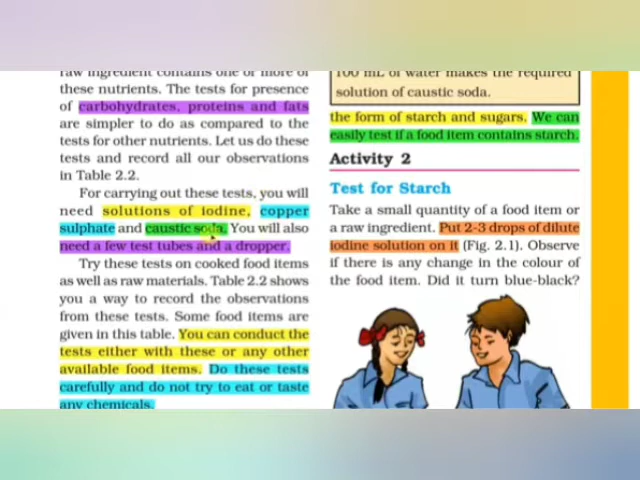 raw ingredient contains one or more of
these nutrients. The tests for presence
of carbohydrates, proteins and fats
are simpler to do as compared to the
tests for other nutrients. Let us do these
tests and record all our observations
in Table 2.2.
For carrying out these tests, you will
need solutions of iodine, copper
sulphate and caustic soda. You will also
need a few test tubes and a dropper.
Try these tests on cooked food items
as well as raw materials. Table 2.2 shows
you a way to record the observations
from these tests. Some food items are
given in this table. You can conduct the
tests either with these or any other
available food items. Do these tests
carefully and do not try to eat or taste
any chemicals.
100 mL of water makes the required
solution of caustic soda.
the form of starch and sugars. We can
easily test if a food item contains starch.
Activity 2
Test for Starch
Take a small quantity of a food item or
a raw ingredient. Put 2-3 drops of dilute
iodine solution on it (Fig. 2.1). Observe
if there is any change in the colour of
the food item. Did it turn blue-black?